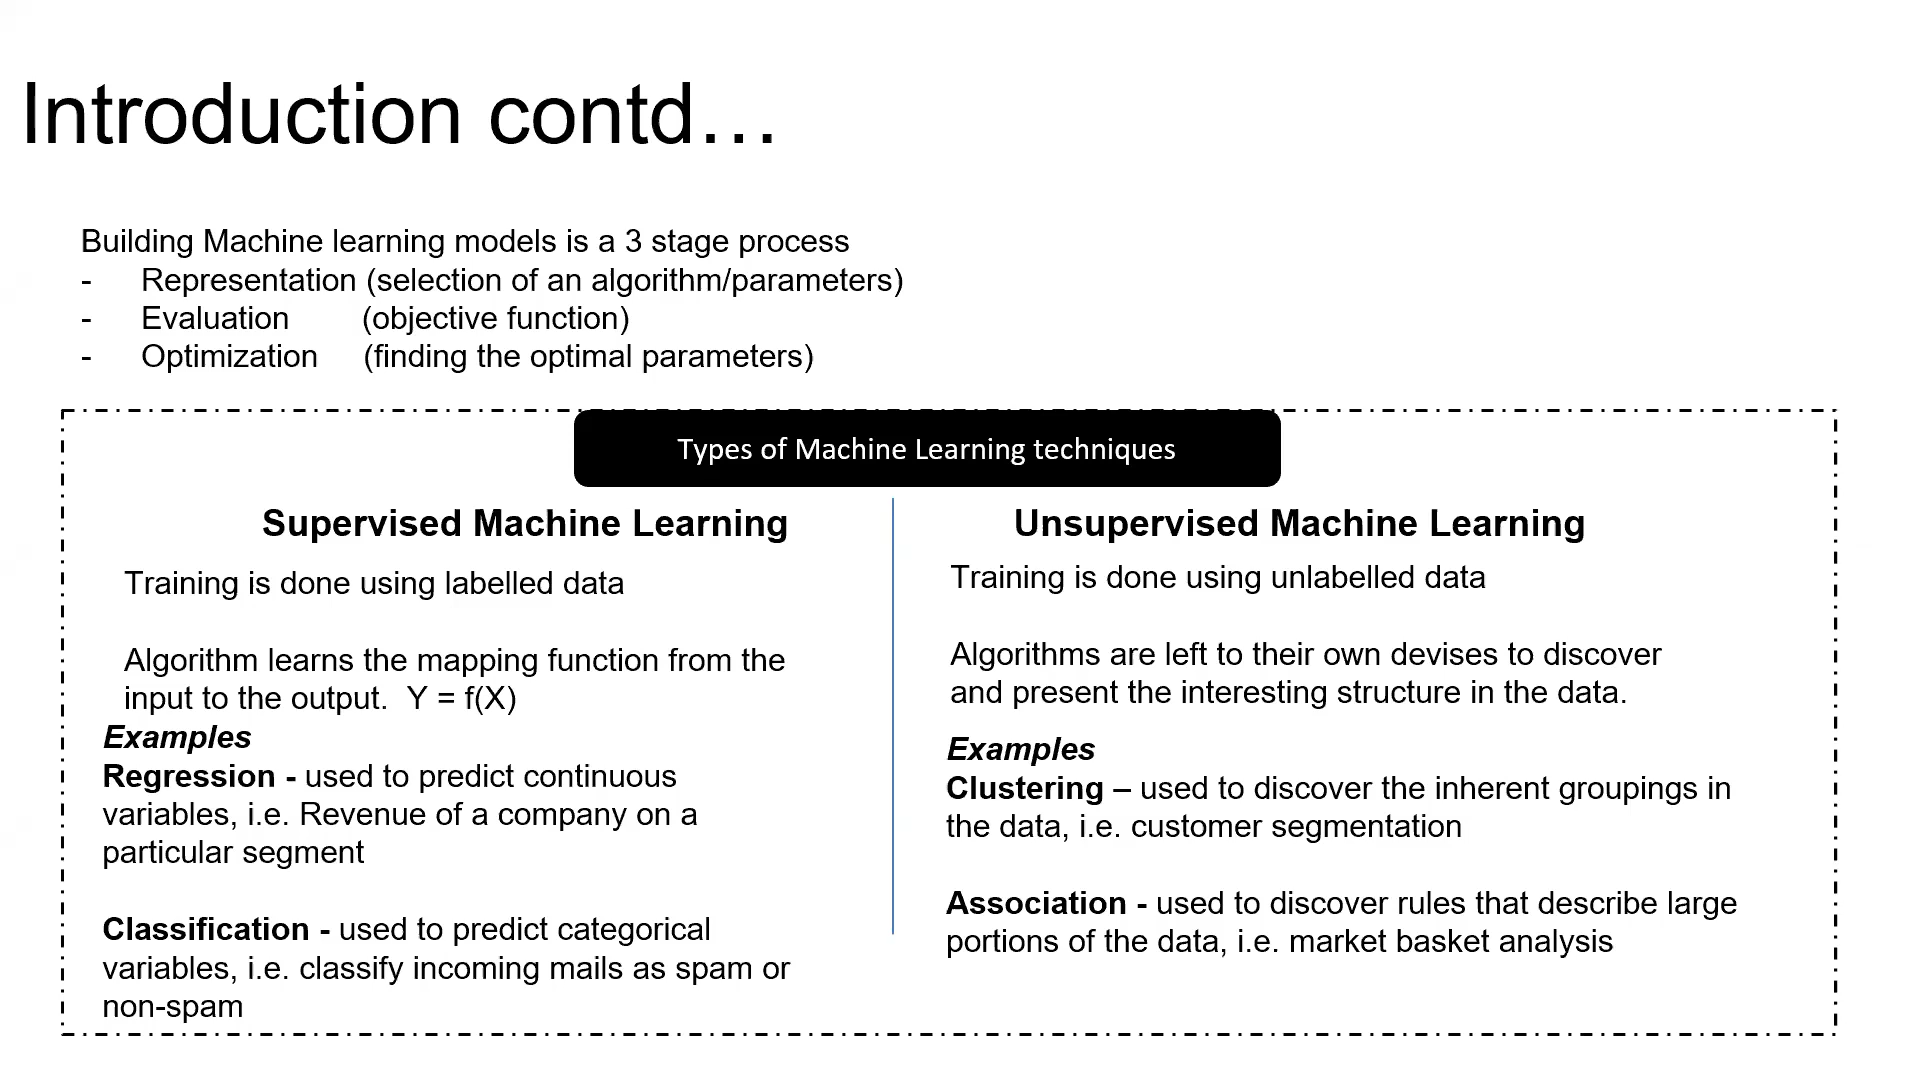 Introduction contd…
Building Machine learning models is a 3 stage process
- Representation (selection of an algorithm/parameters)
- Evaluation (objective function)
- Optimization (finding the optimal parameters)
Types of Machine Learning techniques
Supervised Machine Learning
Training is done using labelled data
Algorithm learns the mapping function from the
input to the output. Y = f(X)
Examples
Regression - used to predict continuous
variables, i.e. Revenue of a company on a
particular segment
Classification - used to predict categorical
variables, i.e. classify incoming mails as spam or
non-spam
Unsupervised Machine Learning
Training is done using unlabelled data
Algorithms are left to their own devises to discover
and present the interesting structure in the data.
Examples
Clustering – used to discover the inherent groupings in
the data, i.e. customer segmentation
Association - used to discover rules that describe large
portions of the data, i.e. market basket analysis